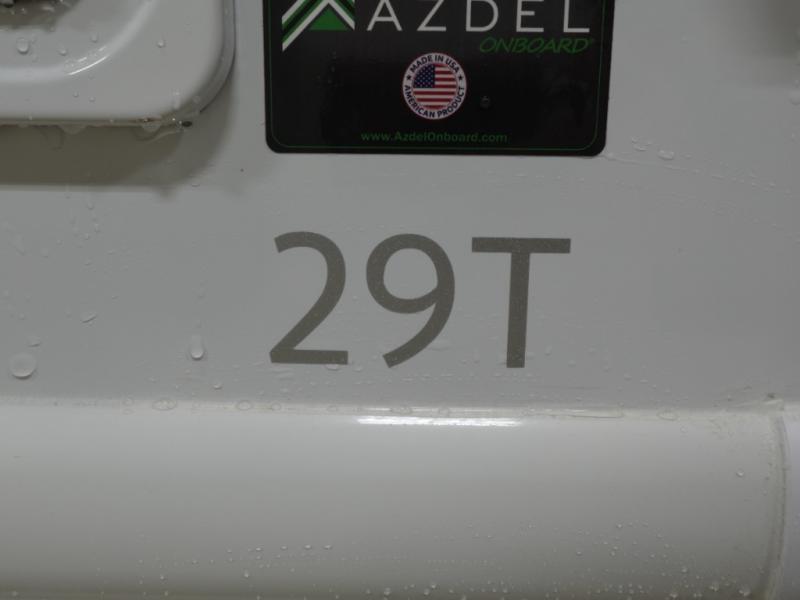 AZDEL
ONBOARD®
MADE IN USA
AMERICAN PRODUCT
www.AzdelOnboard.com
29T